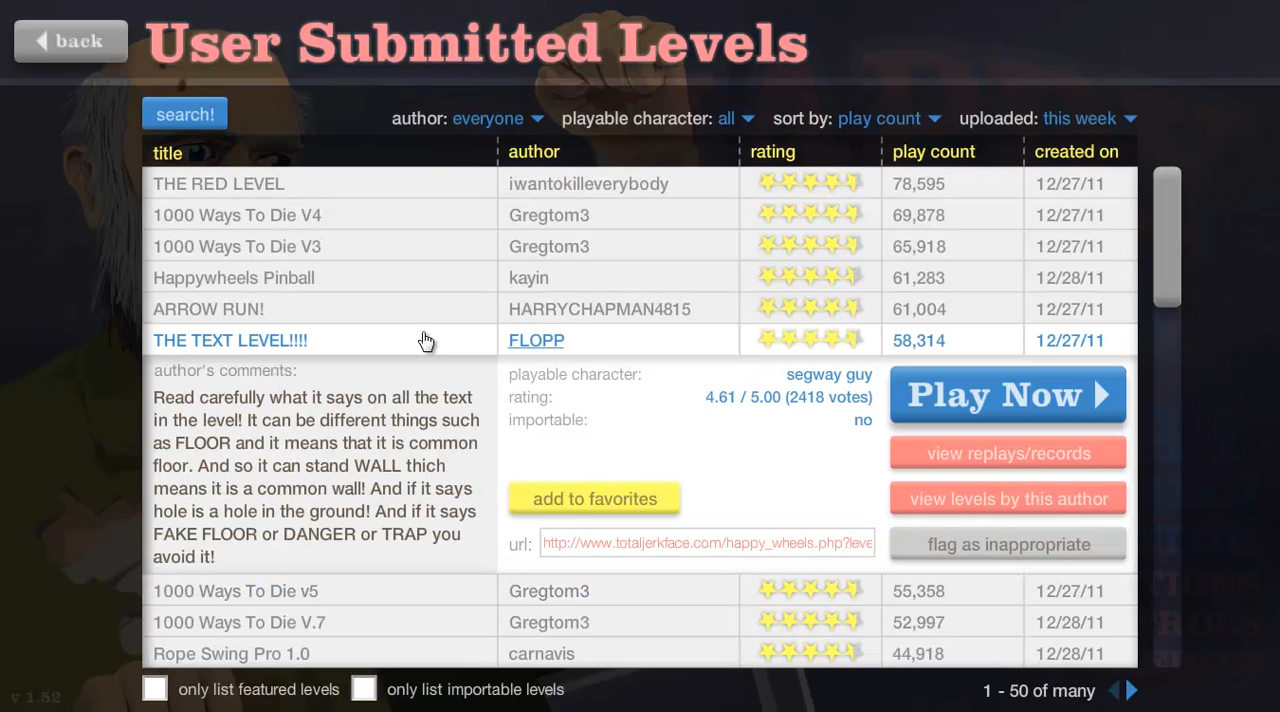 back
User Submitted Levels
search!
author: everyone playable character: all sort by: play count uploaded: this week
title author rating play count created on
THE RED LEVEL iwantokilleverybody 78,595 12/27/11
1000 Ways To Die V4 Gregtom3 69,878 12/27/11
1000 Ways To Die V3 Gregtom3 65,918 12/27/11
Happywheels Pinball kayin 61,283 12/28/11
ARROW RUN! HARRYCHAPMAN4815 61,004 12/27/11
THE TEXT LEVEL!!!! FLOPP 58,314 12/27/11
author's comments:
Read carefully what it says on all the text
in the level! It can be different things such
as FLOOR and it means that it is common
floor. And so it can stand WALL thich
means it is a common wall! And if it says
hole is a hole in the ground! And if it says
FAKE FLOOR or DANGER or TRAP you
avoid it!
playable character: segway guy
rating: 4.61 / 5.00 (2418 votes)
importable: no
add to favorites
url: http://www.totaljerkface.com/happy_wheels.php?leve
Play Now
view replays/records
view levels by this author
flag as inappropriate
1000 Ways To Die v5 Gregtom3 55,358 12/27/11
1000 Ways To Die V.7 Gregtom3 52,997 12/28/11
Rope Swing Pro 1.0 carnavis 44,918 12/28/11
only list featured levels only list importable levels 1 - 50 of many
v 1.52